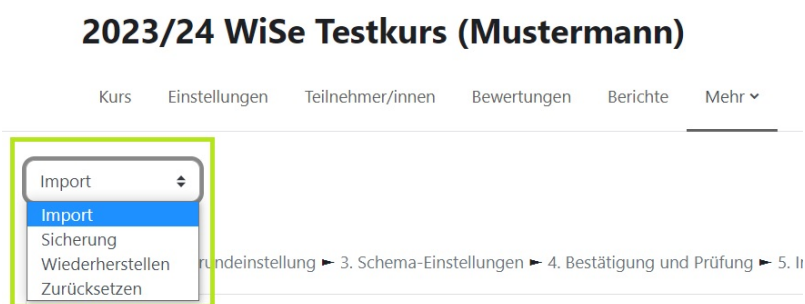 2023/24 WiSe Testkurs (Mustermann)
Kurs Einstellungen Teilnehmer/innen Bewertungen Berichte Mehr
Import
Import
Sicherung
Wiederherstellen
Zurücksetzen
► 3. Schema-Einstellungen ► 4. Bestätigung und Prüfung ► 5.